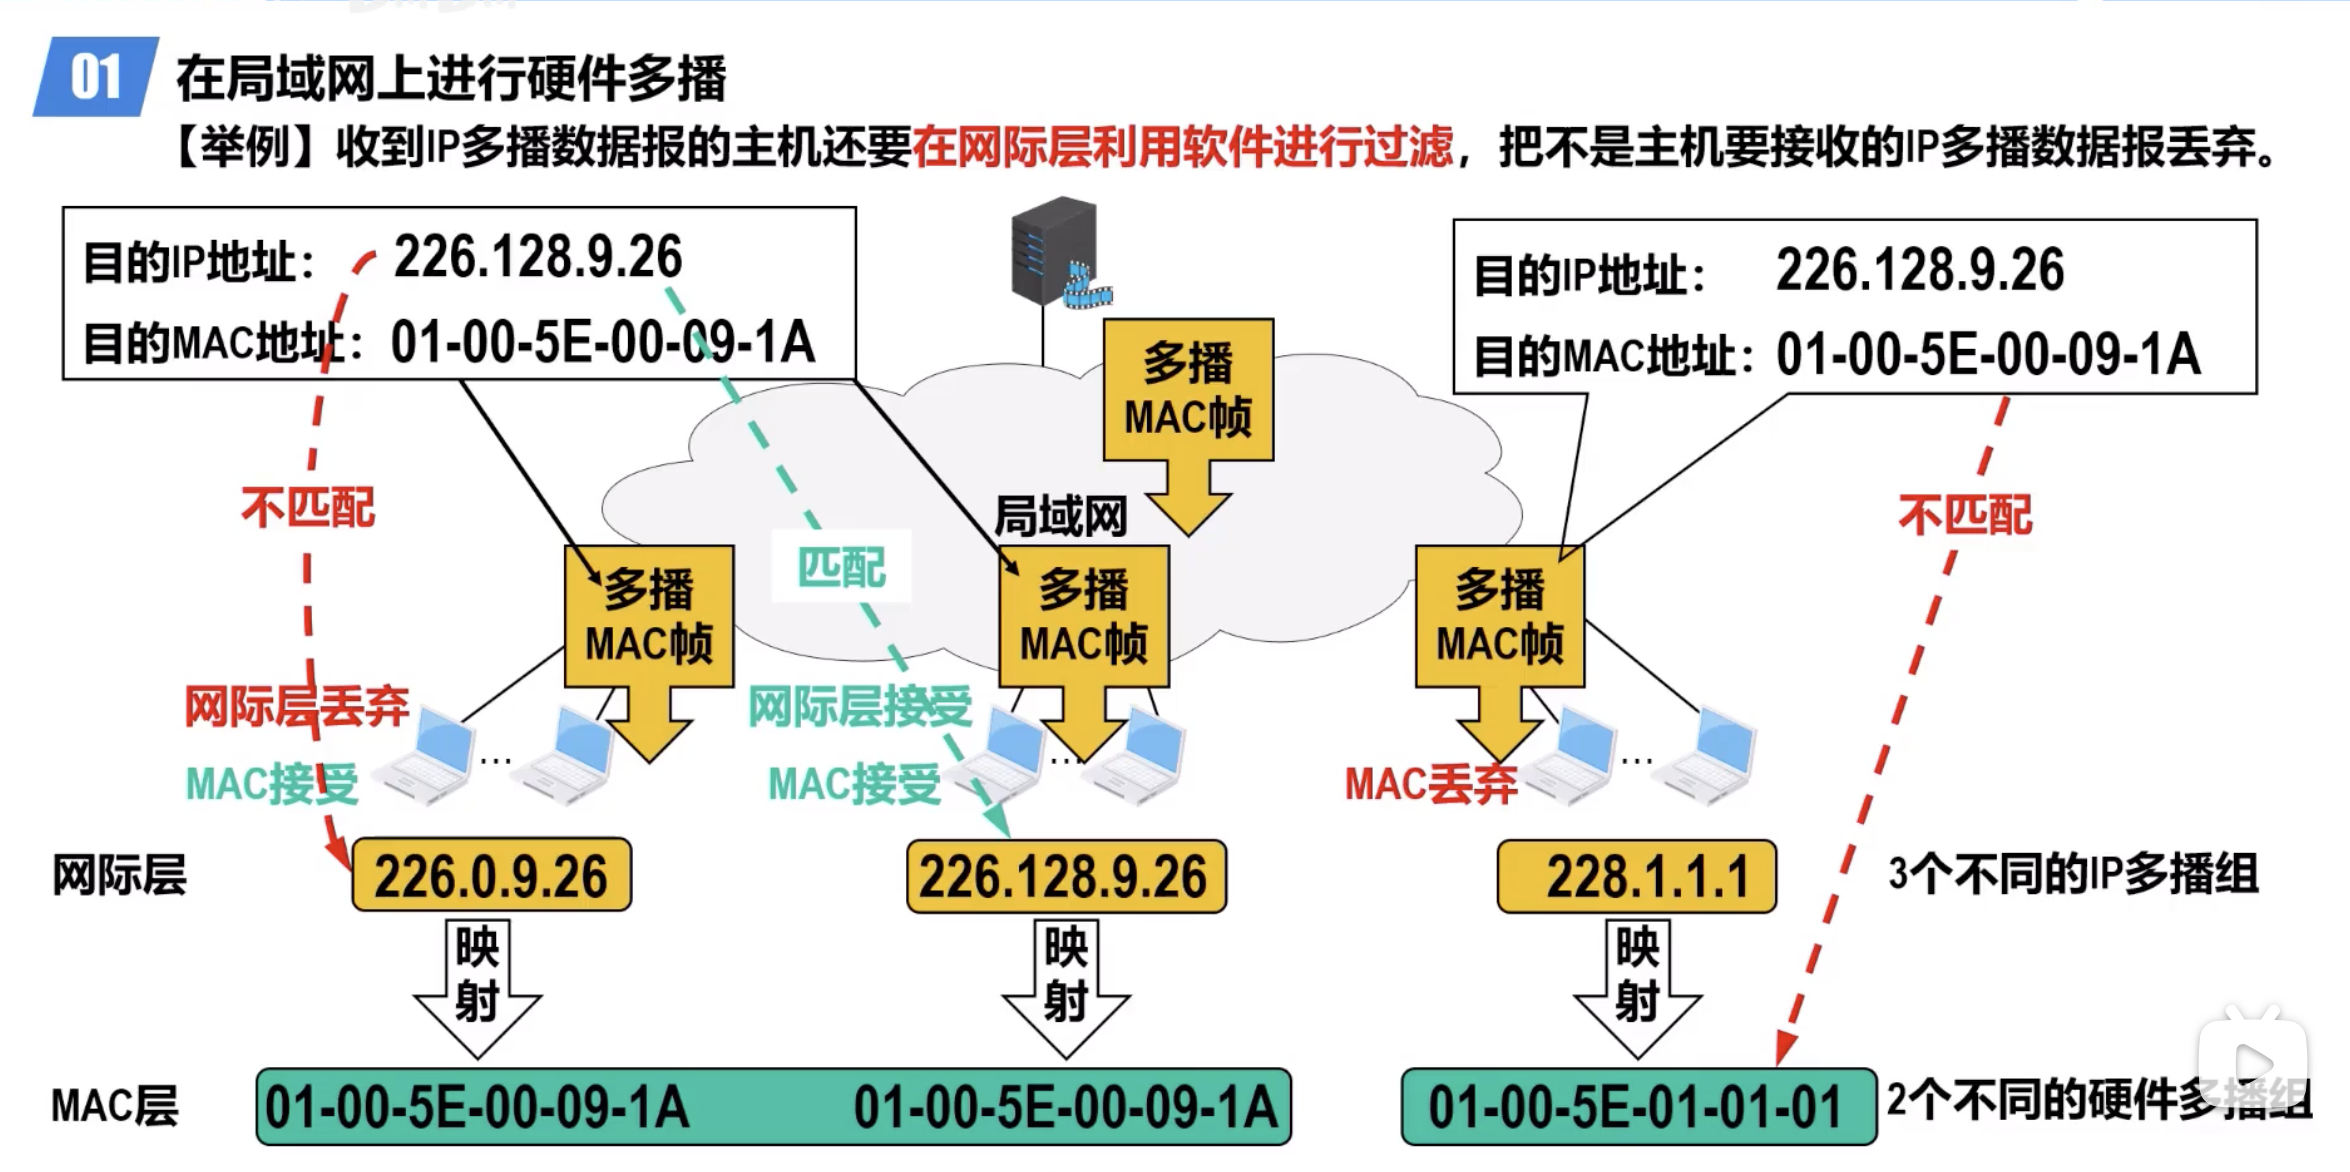 01
在局域网上进行硬件多播
【举例】收到IP多播数据报的主机还要在网际层利用软件进行过滤，把不是主机要接收的IP多播数据报丢弃。
目的IP地址： 226.128.9.26
目的MAC地址：01-00-5E-00-09-1A
目的IP地址： 226.128.9.26
目的MAC地址：01-00-5E-00-09-1A
多播
MAC帧
局域网
不匹配
匹配
不匹配
多播
MAC帧
多播
MAC帧
多播
MAC帧
网际层丢弃
MAC接受
...
网际层接受
MAC接受
...
MAC丢弃
...
网际层
226.0.9.26
226.128.9.26
228.1.1.1
3个不同的IP多播组
映
射
映
射
映
射
MAC层
01-00-5E-00-09-1A
01-00-5E-00-09-1A
01-00-5E-01-01-01
2个不同的硬件多播组